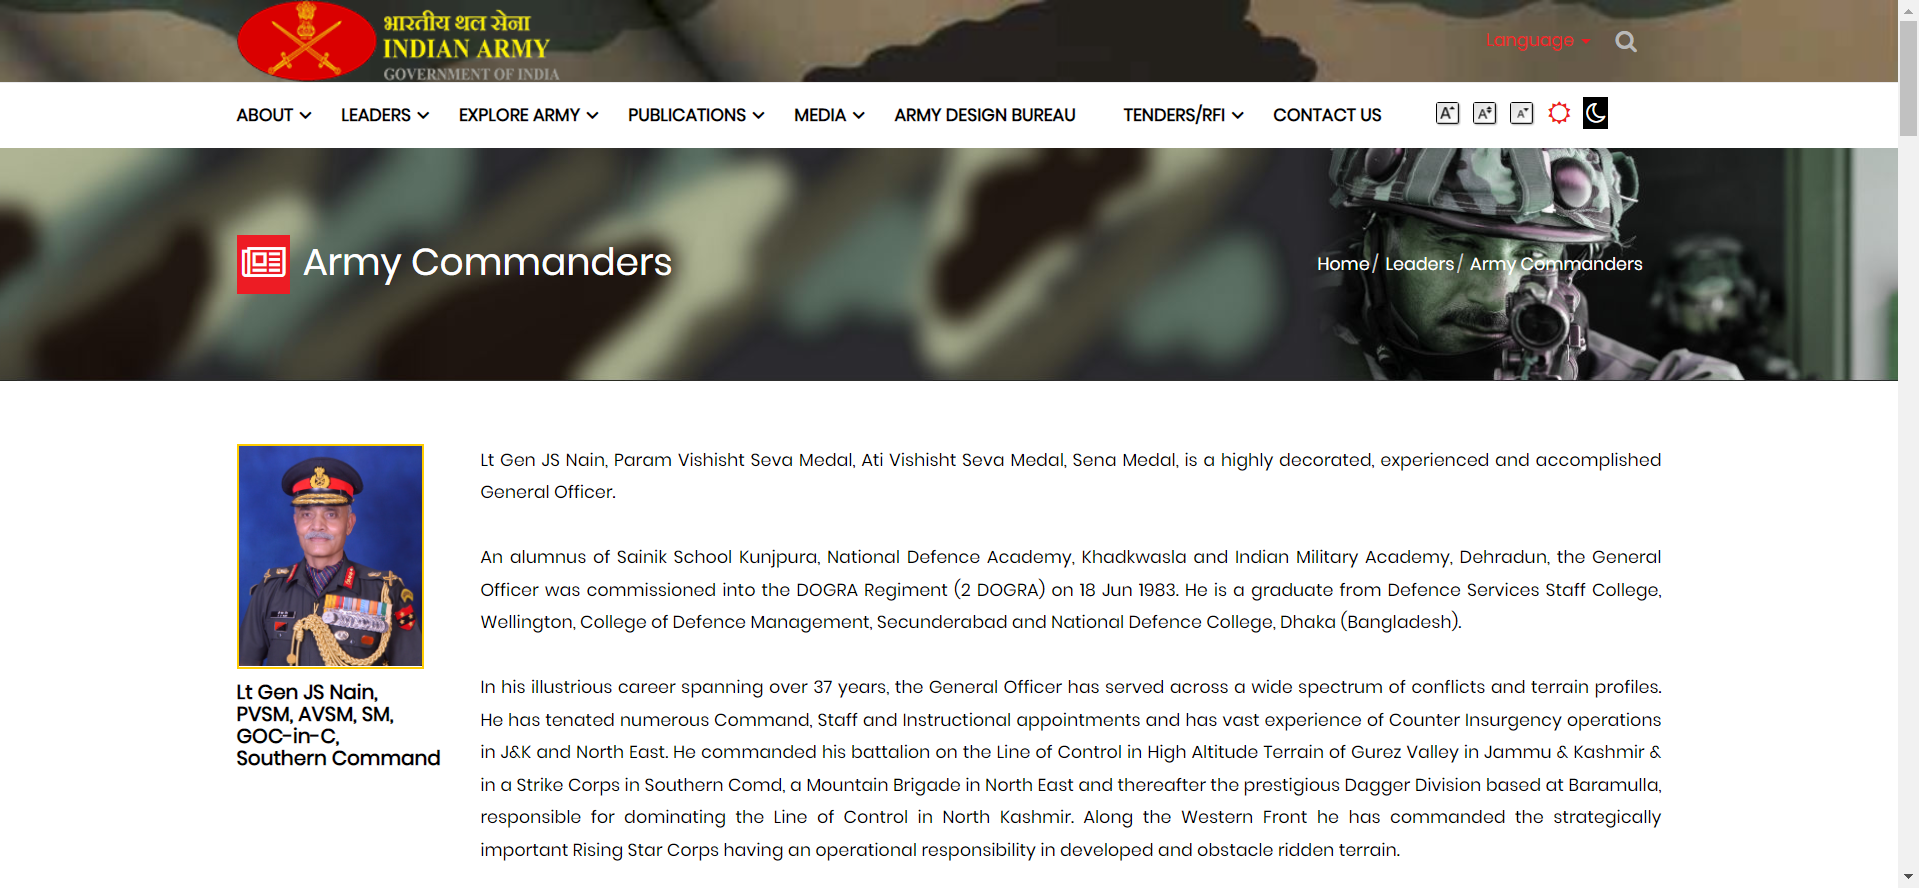 भारतीय थल सेना
INDIAN ARMY
GOVERNMENT OF INDIA
Language
ABOUT LEADERS EXPLORE ARMY PUBLICATIONS MEDIA ARMY DESIGN BUREAU TENDERS/RFI CONTACT US A A A
Army Commanders
Home/ Leaders/ Army Commanders
Lt Gen JS Nain,
PVSM, AVSM, SM,
GOC-in-C,
Southern Command
Lt Gen JS Nain, Param Vishisht Seva Medal, Ati Vishisht Seva Medal, Sena Medal, is a highly decorated, experienced and accomplished
General Officer.
An alumnus of Sainik School Kunjpura, National Defence Academy, Khadkwasla and Indian Military Academy, Dehradun, the General
Officer was commissioned into the DOGRA Regiment (2 DOGRA) on 18 Jun 1983. He is a graduate from Defence Services Staff College,
Wellington, College of Defence Management, Secunderabad and National Defence College, Dhaka (Bangladesh).
In his illustrious career spanning over 37 years, the General Officer has served across a wide spectrum of conflicts and terrain profiles.
He has tenated numerous Command, Staff and Instructional appointments and has vast experience of Counter Insurgency operations
in J&K and North East. He commanded his battalion on the Line of Control in High Altitude Terrain of Gurez Valley in Jammu & Kashmir &
in a Strike Corps in Southern Comd, a Mountain Brigade in North East and thereafter the prestigious Dagger Division based at Baramulla,
responsible for dominating the Line of Control in North Kashmir. Along the Western Front he has commanded the strategically
important Rising Star Corps having an operational responsibility in developed and obstacle ridden terrain.